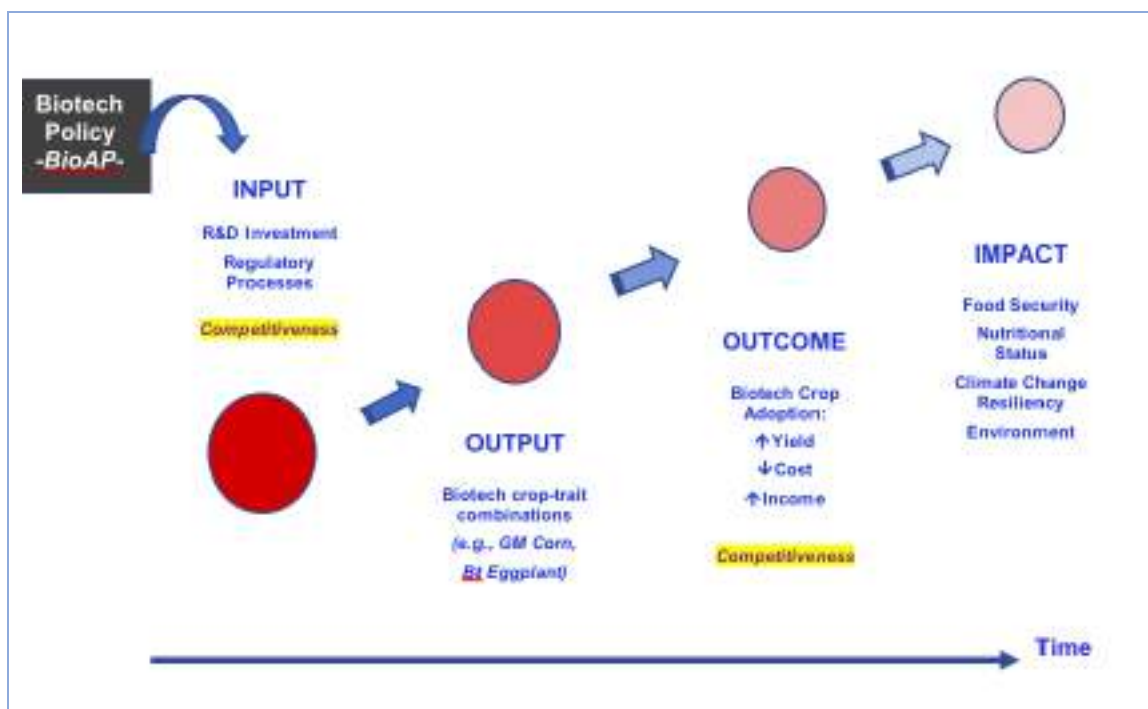 Biotech
Policy
-BioAP-
INPUT
R&D Investment
Regulatory
Processes
Competitiveness
OUTPUT
Biotech crop-trait
combinations
(e.g., GM Corn,
Bt Eggplant)
OUTCOME
Biotech Crop
Adoption:
↑Yield
↓Cost
↑Income
Competitiveness
IMPACT
Food Security
Nutritional
Status
Climate Change
Resiliency
Environment
Time